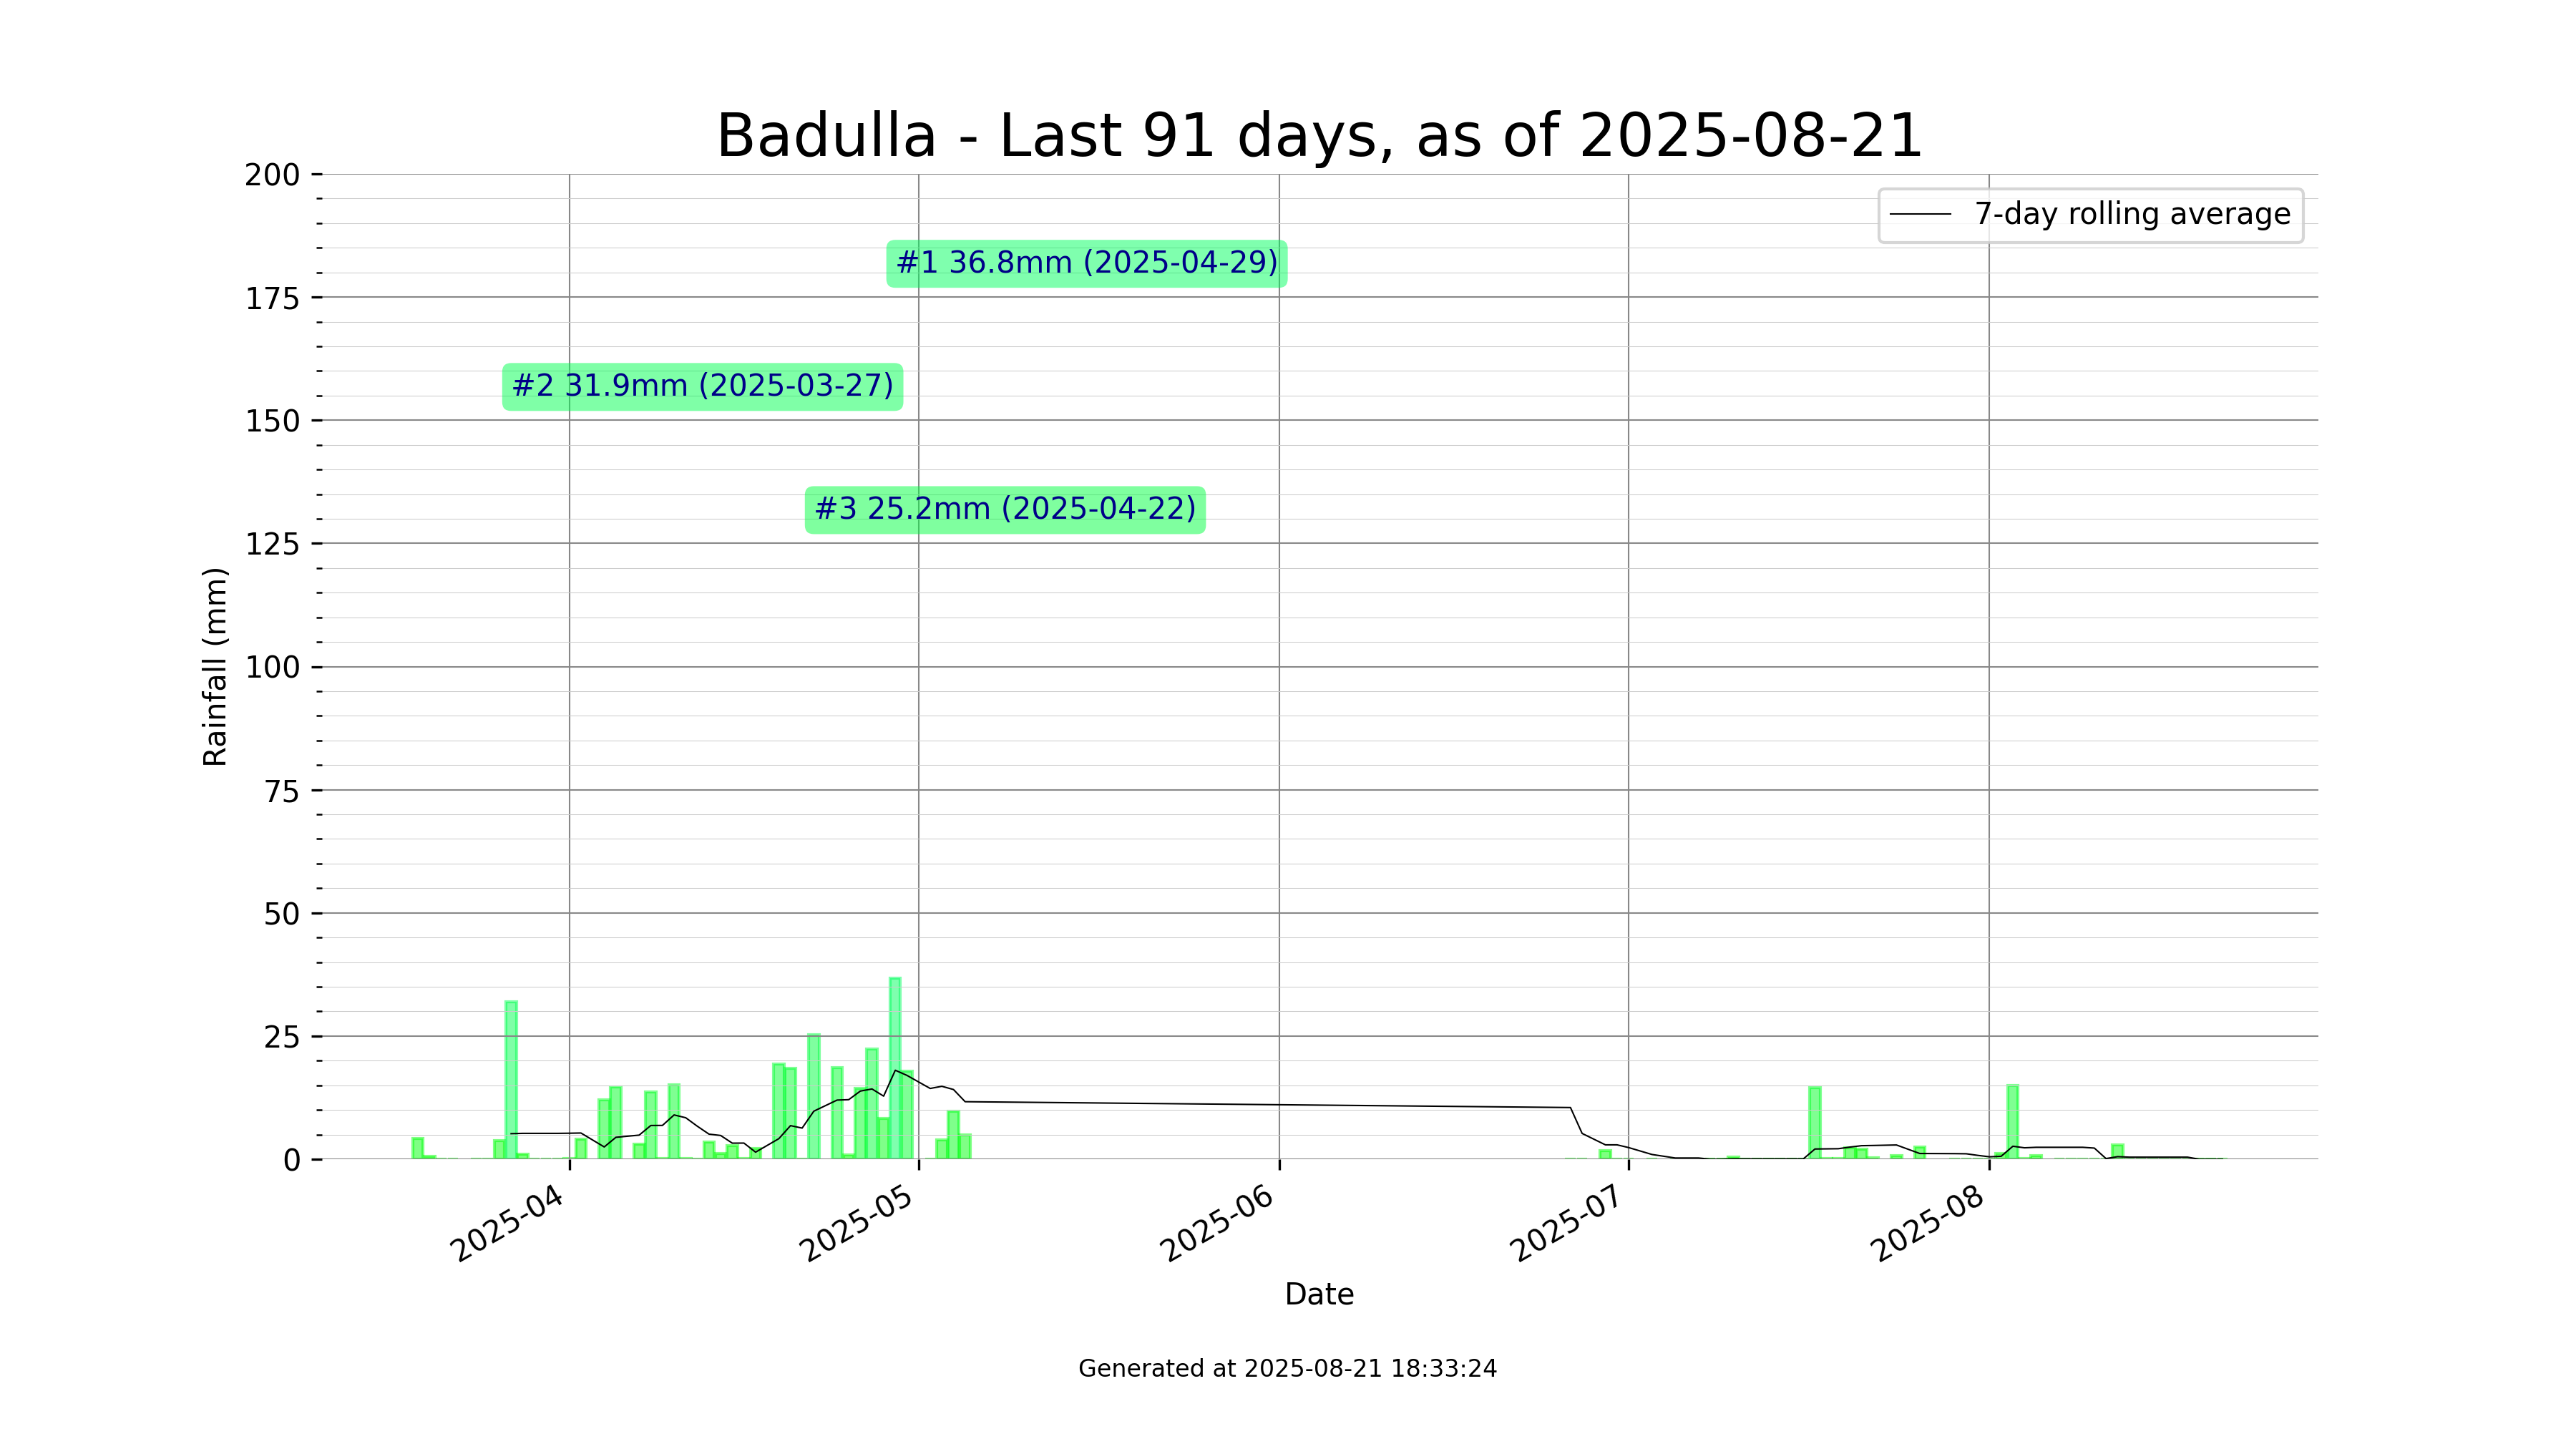 Badulla - Last 91 days, as of 2025-08-21
7-day rolling average
#1 36.8mm (2025-04-29)
#2 31.9mm (2025-03-27)
#3 25.2mm (2025-04-22)
Rainfall (mm)
200
175
150
125
100
75
50
25
0
2025-04
2025-05
2025-06
2025-07
2025-08
Date
Generated at 2025-08-21 18:33:24